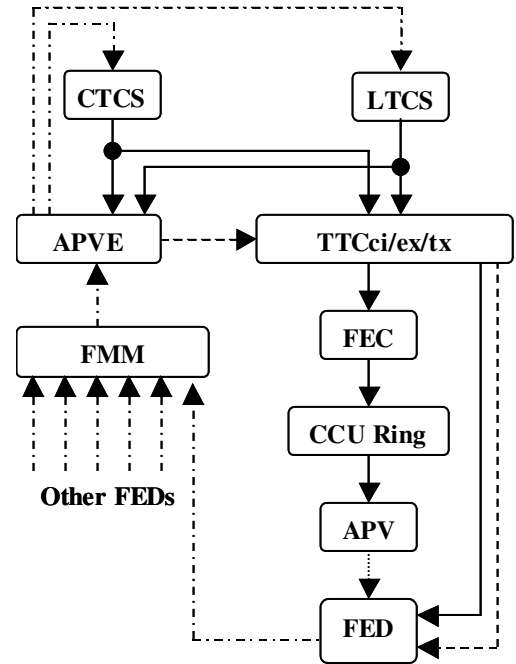 CTCS
LTCS
APVE
TTCci/ex/tx
FMM
FEC
CCU Ring
Other FEDs
APV
FED